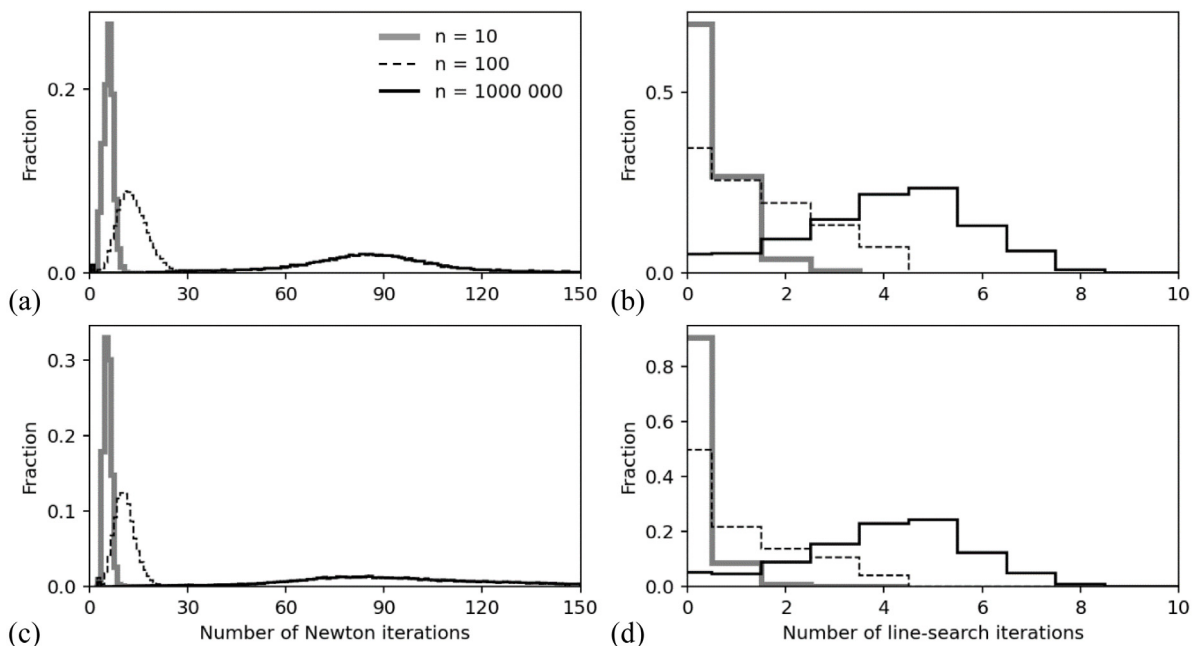 Fraction
0.2
0.0
n = 10
n = 100
n = 1000 000
0 30 60 90 120 150
(a)
Fraction
0.5
0.0
0 2 4 6 8 10
(b)
Fraction
0.3
0.2
0.1
0.0
0 30 60 90 120 150
(c)
Number of Newton iterations
Fraction
0.8
0.6
0.4
0.2
0.0
0 2 4 6 8 10
(d)
Number of line-search iterations